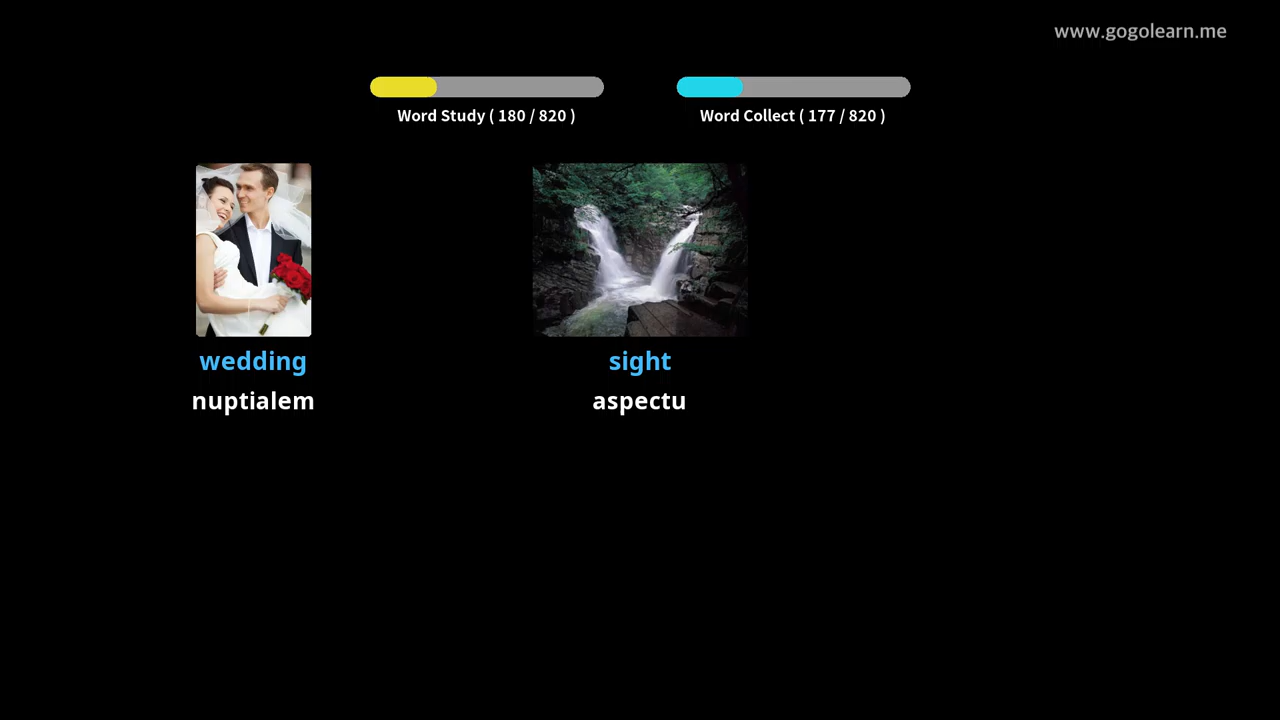 www.gogolearn.me
Word Study ( 180 / 820 )
Word Collect ( 177 / 820 )
wedding
nuptialem
sight
aspectu